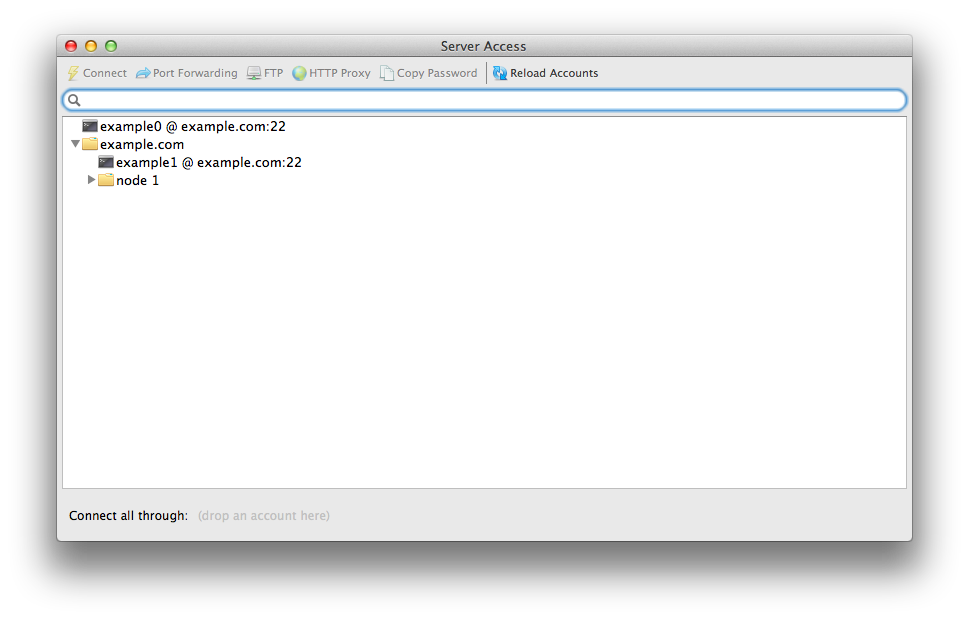 Server Access
Connect Port Forwarding FTP HTTP Proxy Copy Password Reload Accounts
example0 @ example.com:22
example.com
example1 @ example.com:22
node 1
Connect all through: (drop an account here)